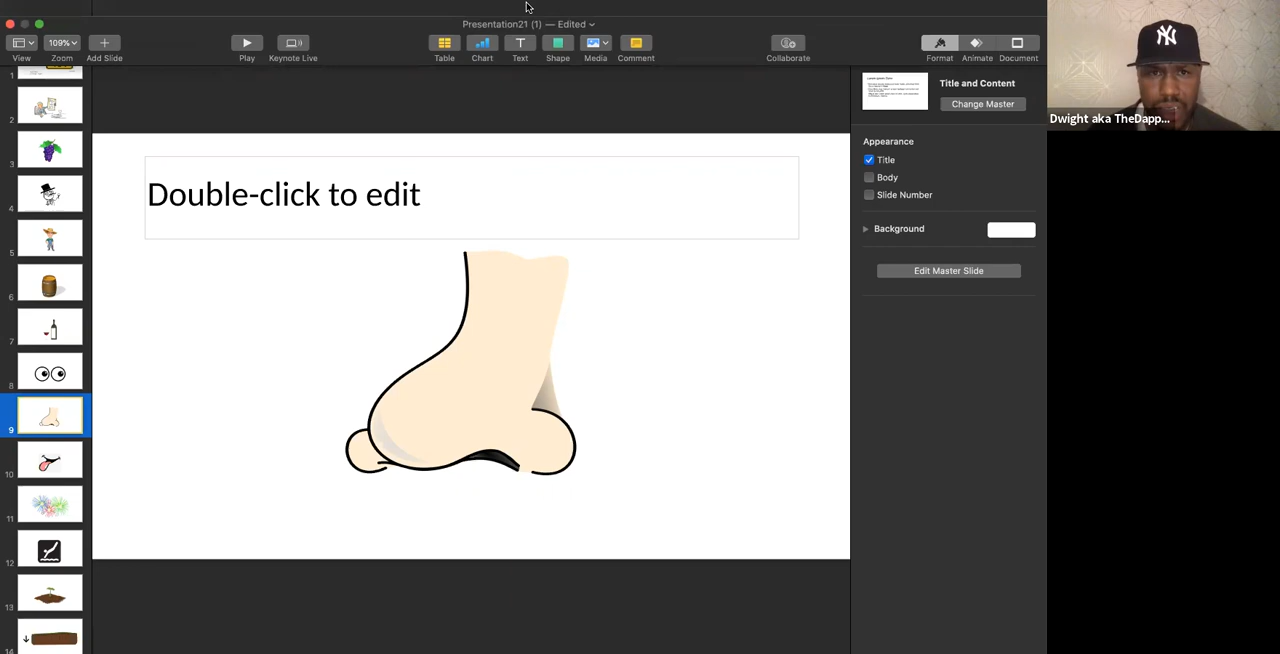 Presentation21 (1) — Edited
109%
View
Zoom
Add Slide
Play
Keynote Live
Table
Chart
Text
Shape
Media
Comment
Collaborate
Format
Animate
Document
Title and Content
Change Master
Appearance
Title
Body
Slide Number
Background
Edit Master Slide
Double-click to edit
1
2
3
4
5
6
7
8
9
10
11
12
13
14
NY
Dwight aka TheDapp...